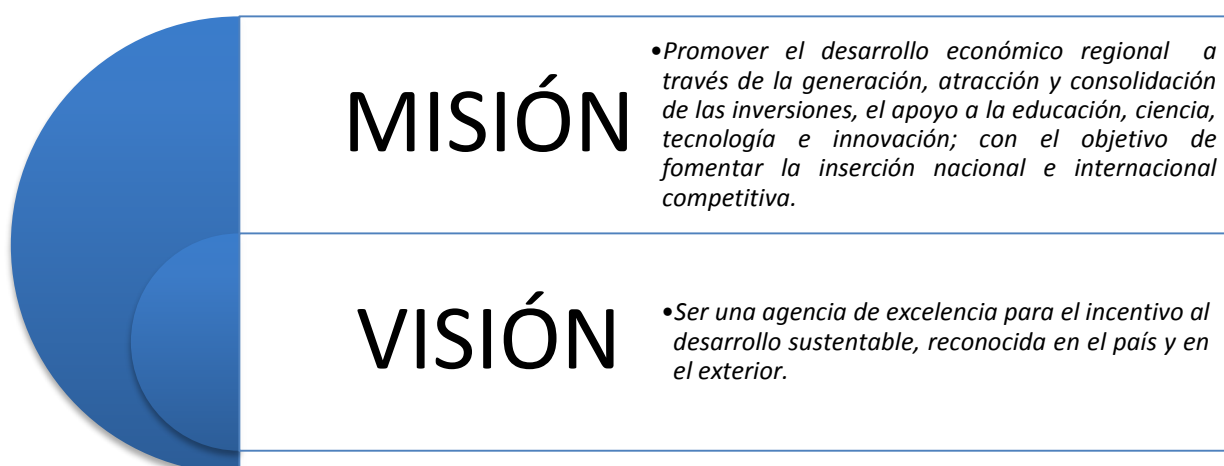 MISIÓN
•Promover el desarrollo económico regional a
través de la generación, atracción y consolidación
de las inversiones, el apoyo a la educación, ciencia,
tecnología e innovación; con el objetivo de
fomentar la inserción nacional e internacional
competitiva.
VISIÓN
•Ser una agencia de excelencia para el incentivo al
desarrollo sustentable, reconocida en el país y en
el exterior.